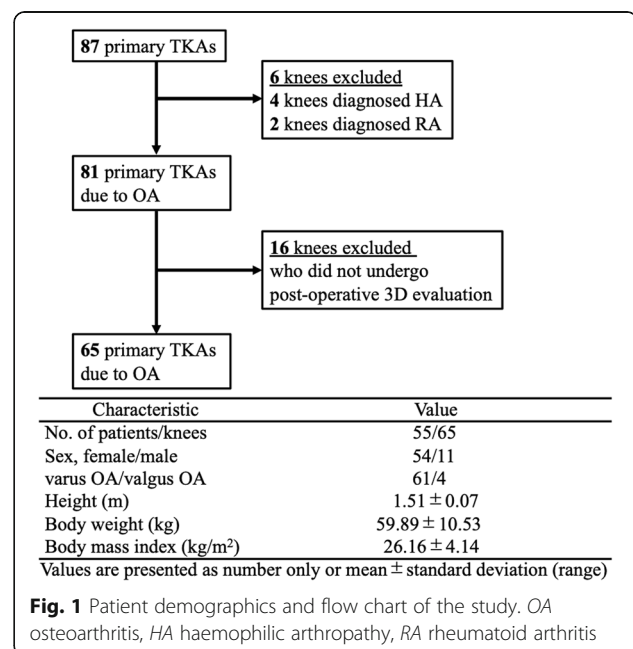 87 primary TKAs
6 knees excluded
4 knees diagnosed HA
2 knees diagnosed RA
81 primary TKAs
due to OA
16 knees excluded
who did not undergo
post-operative 3D evaluation
65 primary TKAs
due to OA
Characteristic Value
No. of patients/knees 55/65
Sex, female/male 54/11
varus OA/valgus OA 61/4
Height (m) 1.51±0.07
Body weight (kg) 59.89±10.53
Body mass index (kg/m²) 26.16±4.14
Values are presented as number only or mean±standard deviation (range)
Fig. 1 Patient demographics and flow chart of the study. OA
osteoarthritis, HA haemophilic arthropathy, RA rheumatoid arthritis